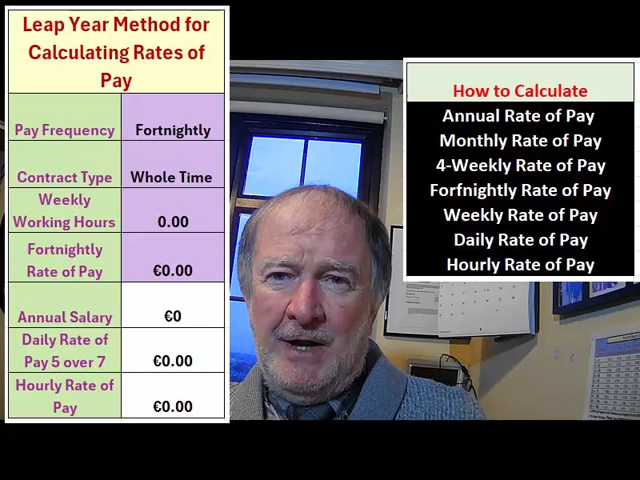 Leap Year Method for
Calculating Rates of
Pay
Pay Frequency Fortnightly
Contract Type Whole Time
Weekly
Working Hours 0.00
Fortnightly
Rate of Pay €0.00
Annual Salary €0
Daily Rate of
Pay 5 over 7 €0.00
Hourly Rate of
Pay €0.00
How to Calculate
Annual Rate of Pay
Monthly Rate of Pay
4-Weekly Rate of Pay
Forfnightly Rate of Pay
Weekly Rate of Pay
Daily Rate of Pay
Hourly Rate of Pay